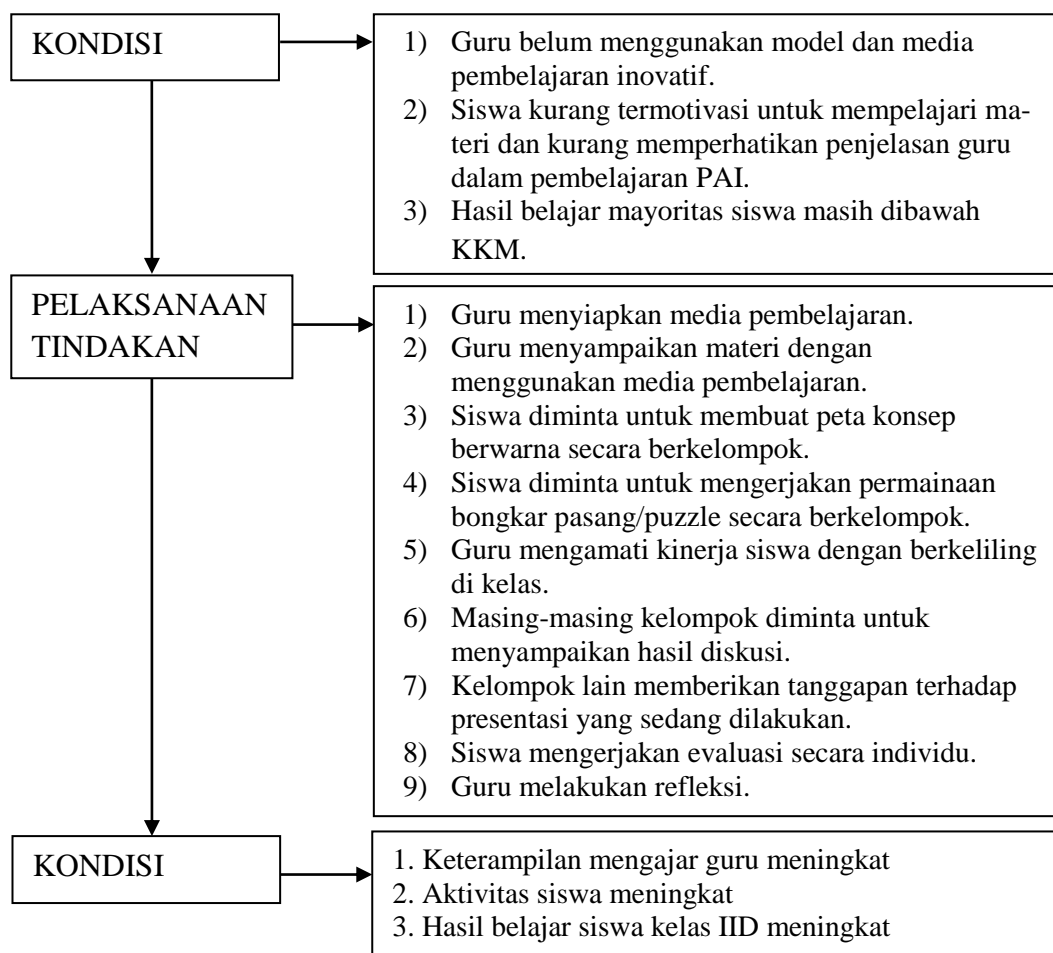 KONDISI
1) Guru belum menggunakan model dan media
pembelajaran inovatif.
2) Siswa kurang termotivasi untuk mempelajari ma-
teri dan kurang memperhatikan penjelasan guru
dalam pembelajaran PAI.
3) Hasil belajar mayoritas siswa masih dibawah
KKM.
PELAKSANAAN
TINDAKAN
1) Guru menyiapkan media pembelajaran.
2) Guru menyampaikan materi dengan
menggunakan media pembelajaran.
3) Siswa diminta untuk membuat peta konsep
berwarna secara berkelompok.
4) Siswa diminta untuk mengerjakan permainaan
bongkar pasang/puzzle secara berkelompok.
5) Guru mengamati kinerja siswa dengan berkeliling
di kelas.
6) Masing-masing kelompok diminta untuk
menyampaikan hasil diskusi.
7) Kelompok lain memberikan tanggapan terhadap
presentasi yang sedang dilakukan.
8) Siswa mengerjakan evaluasi secara individu.
9) Guru melakukan refleksi.
KONDISI
1. Keterampilan mengajar guru meningkat
2. Aktivitas siswa meningkat
3. Hasil belajar siswa kelas IID meningkat